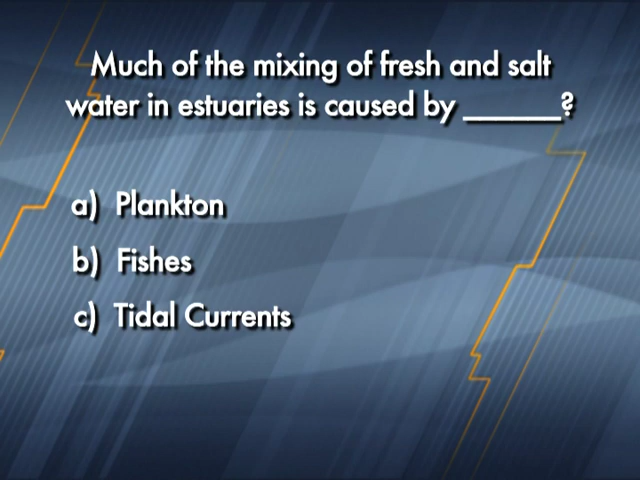 Much of the mixing of fresh and salt
water in estuaries is caused by ______?
a) Plankton
b) Fishes
c) Tidal Currents